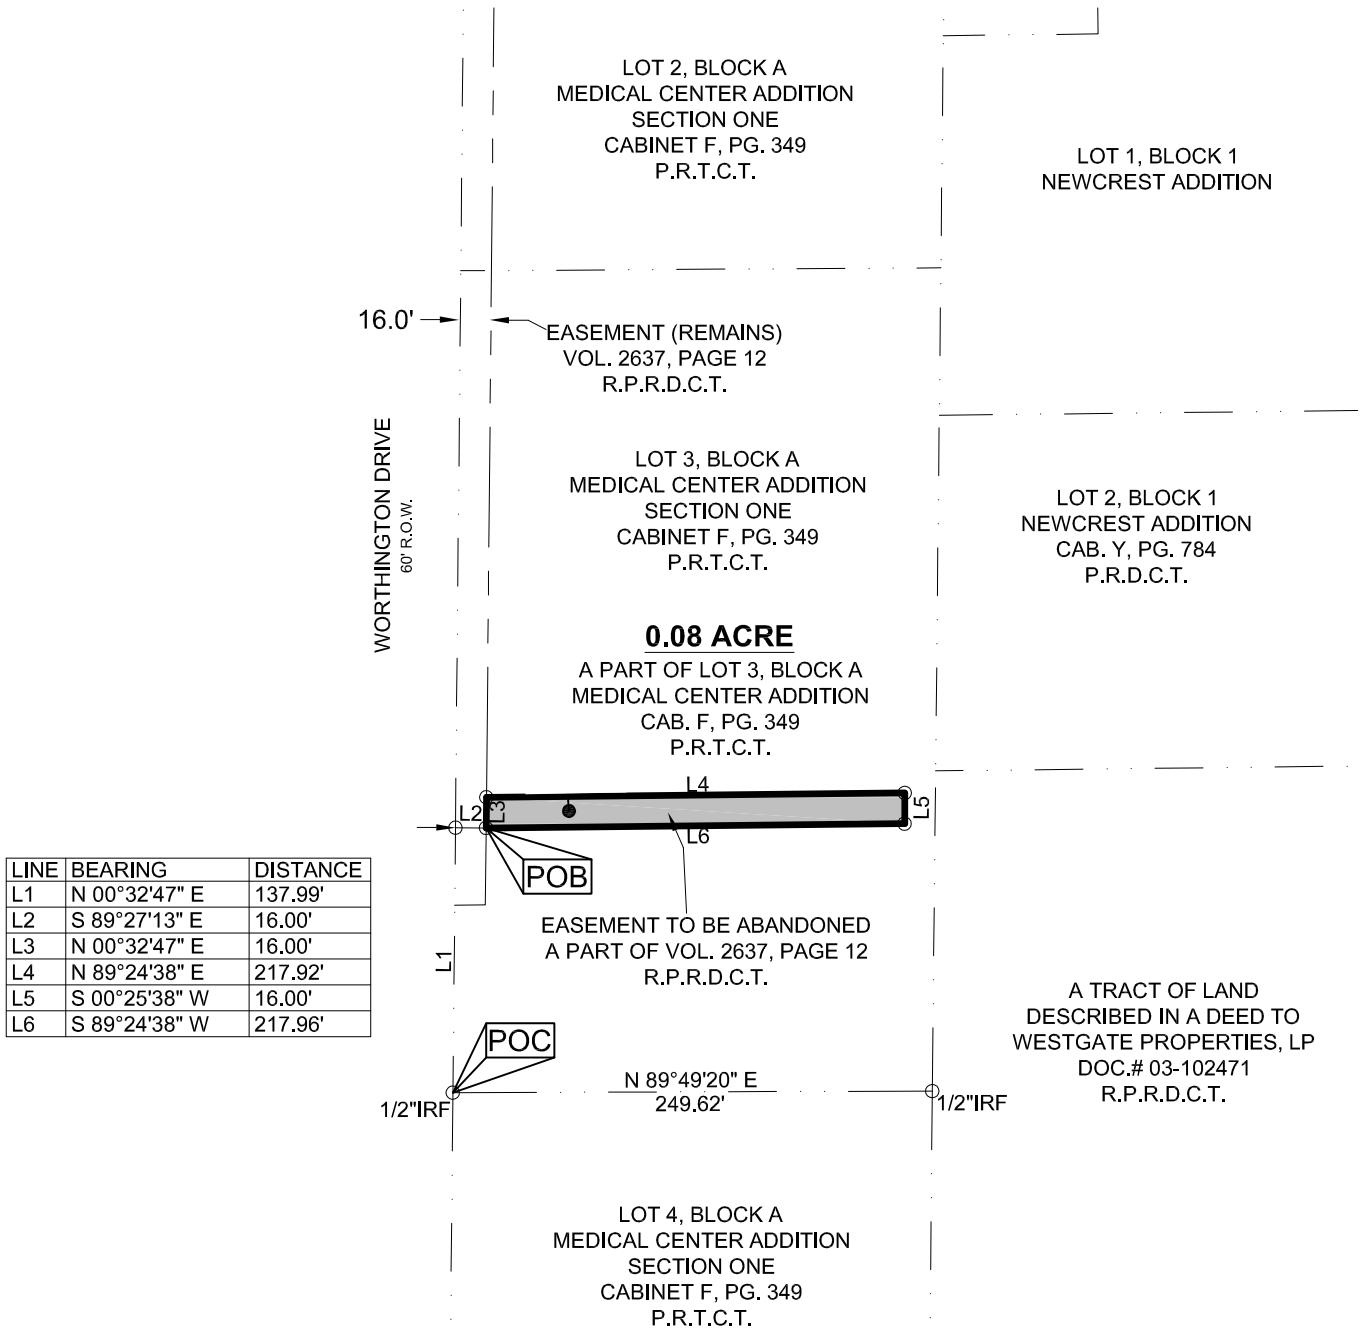 LOT 2, BLOCK A
MEDICAL CENTER ADDITION
SECTION ONE
CABINET F, PG. 349
P.R.T.C.T.
LOT 1, BLOCK 1
NEWCREST ADDITION
16.0'
EASEMENT (REMAINS)
VOL. 2637, PAGE 12
R.P.R.D.C.T.
WORTHINGTON DRIVE
60' R.O.W.
LOT 3, BLOCK A
MEDICAL CENTER ADDITION
SECTION ONE
CABINET F, PG. 349
P.R.T.C.T.
LOT 2, BLOCK 1
NEWCREST ADDITION
CAB. Y, PG. 784
P.R.D.C.T.
0.08 ACRE
A PART OF LOT 3, BLOCK A
MEDICAL CENTER ADDITION
CAB. F, PG. 349
P.R.T.C.T.
L4
L2
L3
L5
L6
POB
LINE BEARING DISTANCE
L1 N 00°32'47" E 137.99'
L2 S 89°27'13" E 16.00'
L3 N 00°32'47" E 16.00'
L4 N 89°24'38" E 217.92'
L5 S 00°25'38" W 16.00'
L6 S 89°24'38" W 217.96'
EASEMENT TO BE ABANDONED
A PART OF VOL. 2637, PAGE 12
R.P.R.D.C.T.
L1
A TRACT OF LAND
DESCRIBED IN A DEED TO
WESTGATE PROPERTIES, LP
DOC.# 03-102471
R.P.R.D.C.T.
POC
N 89°49'20" E
249.62'
1/2"IRF
1/2"IRF
LOT 4, BLOCK A
MEDICAL CENTER ADDITION
SECTION ONE
CABINET F, PG. 349
P.R.T.C.T.